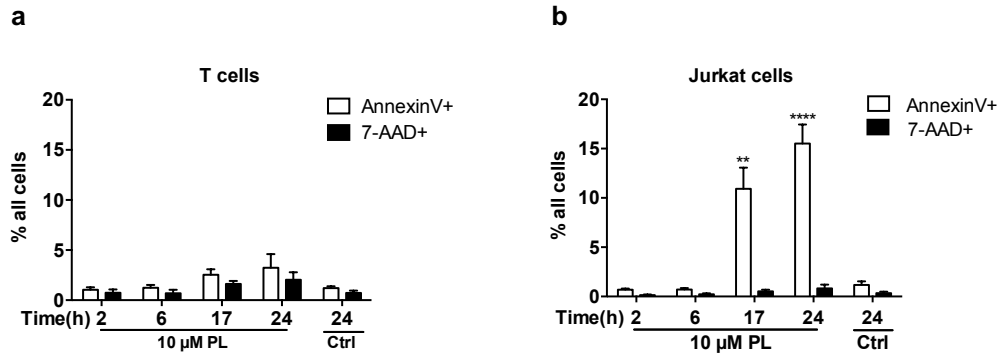 a
T cells
AnnexinV+
7-AAD+
% all cells
20
15
10
5
0
Time(h) 2 6 17 24 24
10 µM PL Ctrl
b
Jurkat cells
AnnexinV+
7-AAD+
% all cells
20
15
10
5
0
** ****
Time(h) 2 6 17 24 24
10 µM PL Ctrl